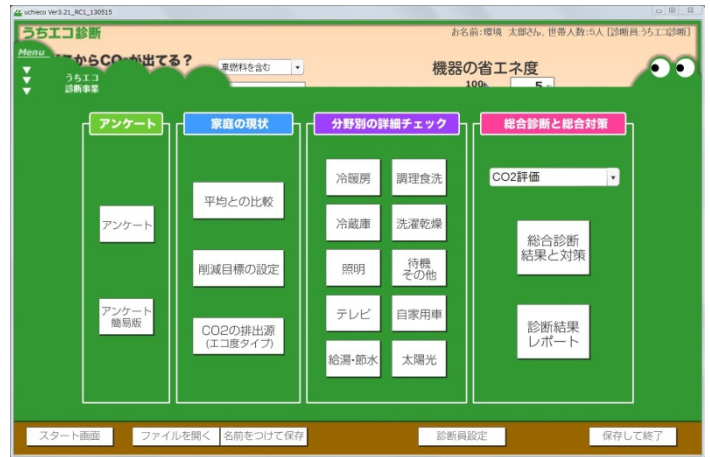 uchieco Ver3.21_RC1_130515
うちエコ診断
お名前:環境 太郎さん、世帯人数:5人 [診断員:うちエコ診断]
Menu
からCO 出てる?
車燃料を含む
機器の省エネ度
100%
5
うちエコ
診断事業
アンケート
家庭の現状
分野別の詳細チェック
総合診断と総合対策
アンケート
アンケート
簡易版
平均との比較
削減目標の設定
CO2の排出源
(エコ度タイプ)
冷暖房
調理食洗
冷蔵庫
洗濯乾燥
照明
待機
その他
テレビ
自家用車
給湯・節水
太陽光
CO2評価
総合診断
結果と対策
診断結果
レポート
スタート画面
ファイルを開く
名前をつけて保存
診断員設定
保存して終了